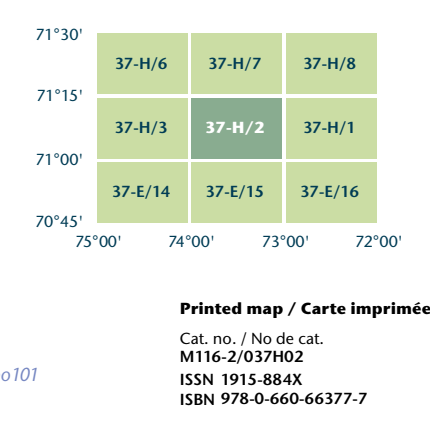 71°30'
37-H/6 37-H/7 37-H/8
71°15'
37-H/3 37-H/2 37-H/1
71°00'
37-E/14 37-E/15 37-E/16
70°45'
75°00' 74°00' 73°00' 72°00'
Printed map / Carte imprimée
Cat. no. / No de cat.
M116-2/037H02
o101
ISSN 1915-884X
ISBN 978-0-660-66377-7